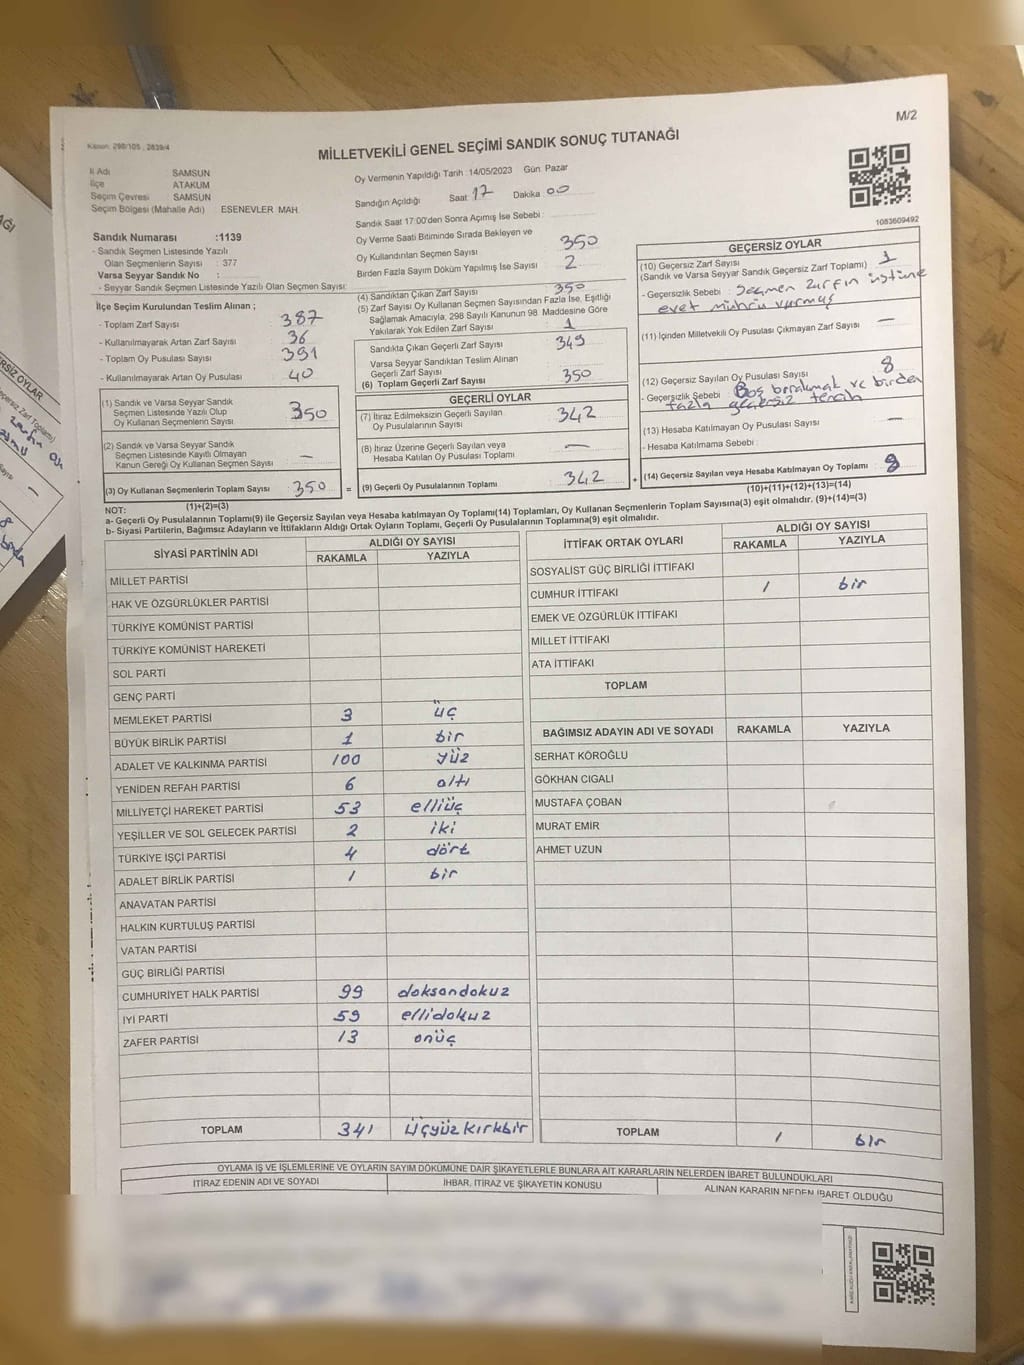 M/2
Kanun: 298/105, 2839/4
MİLLETVEKİLİ GENEL SEÇİMİ SANDIK SONUÇ TUTANAĞI
İl Adı SAMSUN
İlçe ATAKUM
Seçim Çevresi SAMSUN
Seçim Bölgesi (Mahalle Adı) ESENEVLER MAH.
Sandık Numarası :1139
- Sandık Seçmen Listesinde Yazılı
Olan Seçmenlerin Sayısı : 377
Varsa Seyyar Sandık No :
- Seyyar Sandık Seçmen Listesinde Yazılı Olan Seçmen Sayısı:
Oy Vermenin Yapıldığı Tarih :14/05/2023 Gün: Pazar
Sandığın Açıldığı Saat 17 Dakika 00
Sandık Saat 17:00'den Sonra Açımış İse Sebebi :
Oy Verme Saati Bitiminde Sırada Bekleyen ve
Oy Kullandırılan Seçmen Sayısı 350
Birden Fazla Sayım Döküm Yapılmış İse Sayısı 2
1083609492
İlçe Seçim Kurulundan Teslim Alınan ;
- Toplam Zarf Sayısı 387
- Kullanılmayarak Artan Zarf Sayısı 36
- Toplam Oy Pusulası Sayısı 391
- Kullanılmayarak Artan Oy Pusulası 40
(1) Sandık ve Varsa Seyyar Sandık
Seçmen Listesinde Yazılı Olup
Oy Kullanan Seçmenlerin Sayısı 350
(2) Sandık ve Varsa Seyyar Sandık
Seçmen Listesinde Kayıtlı Olmayan
Kanun Gereği Oy Kullanan Seçmen Sayısı —
(3) Oy Kullanan Seçmenlerin Toplam Sayısı 350 =
(1)+(2)=(3)
(4) Sandıktan Çıkan Zarf Sayısı 350
(5) Zarf Sayısı Oy Kullanan Seçmen Sayısından Fazla İse, Eşitliği
Sağlamak Amacıyla, 298 Sayılı Kanunun 98 Maddesine Göre
Yakılarak Yok Edilen Zarf Sayısı 1
Sandıkta Çıkan Geçerli Zarf Sayısı 349
Varsa Seyyar Sandıktan Teslim Alınan
Geçerli Zarf Sayısı
(6) Toplam Geçerli Zarf Sayısı 350
GEÇERLİ OYLAR
(7) İtiraz Edilmeksizin Geçerli Sayılan
Oy Pusulalarının Sayısı 342
(8) İtiraz Üzerine Geçerli Sayılan veya
Hesaba Katılan Oy Pusulası Toplamı —
(9) Geçerli Oy Pusulalarının Toplamı 342 +
GEÇERSİZ OYLAR
(10) Geçersiz Zarf Sayısı
(Sandık ve Varsa Seyyar Sandık Geçersiz Zarf Toplamı) 1
- Geçersizlik Sebebi : Seçmen zarfın üstüne
evet mührü vurmuş
(11) İçinden Milletvekili Oy Pusulası Çıkmayan Zarf Sayısı —
(12) Geçersiz Sayılan Oy Pusulası Sayısı 8
- Geçersizlik Sebebi Boş bırakmak ve birden
fazla geçersiz tercih
(13) Hesaba Katılmayan Oy Pusulası Sayısı —
- Hesaba Katılmama Sebebi :
(14) Geçersiz Sayılan veya Hesaba Katılmayan Oy Toplamı 8
(10)+(11)+(12)+(13)=(14)
NOT:
a- Geçerli Oy Pusulalarının Toplamı(9) ile Geçersiz Sayılan veya Hesaba katılmayan Oy Toplamı(14) Toplamları, Oy Kullanan Seçmenlerin Toplam Sayısına(3) eşit olmalıdır. (9)+(14)=(3)
b- Siyasi Partilerin, Bağımsız Adayların ve İttifakların Aldığı Ortak Oyların Toplamı, Geçerli Oy Pusulalarının Toplamına(9) eşit olmalıdır.
SİYASİ PARTİNİN ADI ALDIĞI OY SAYISI
RAKAMLA YAZIYLA
MİLLET PARTİSİ
HAK VE ÖZGÜRLÜKLER PARTİSİ
TÜRKİYE KOMÜNİST PARTİSİ
TÜRKİYE KOMÜNİST HAREKETİ
SOL PARTİ
GENÇ PARTİ
MEMLEKET PARTİSİ 3 üç
BÜYÜK BİRLİK PARTİSİ 1 bir
ADALET VE KALKINMA PARTİSİ 100 yüz
YENİDEN REFAH PARTİSİ 6 altı
MİLLİYETÇİ HAREKET PARTİSİ 53 elliüç
YEŞİLLER VE SOL GELECEK PARTİSİ 2 iki
TÜRKİYE İŞÇİ PARTİSİ 4 dört
ADALET BİRLİK PARTİSİ 1 bir
ANAVATAN PARTİSİ
HALKIN KURTULUŞ PARTİSİ
VATAN PARTİSİ
GÜÇ BİRLİĞİ PARTİSİ
CUMHURİYET HALK PARTİSİ 99 doksandokuz
İYİ PARTİ 59 ellidokuz
ZAFER PARTİSİ 13 onüç
TOPLAM 341 üçyüzkırkbir
İTTİFAK ORTAK OYLARI ALDIĞI OY SAYISI
RAKAMLA YAZIYLA
SOSYALİST GÜÇ BİRLİĞİ İTTİFAKI
CUMHUR İTTİFAKI 1 bir
EMEK VE ÖZGÜRLÜK İTTİFAKI
MİLLET İTTİFAKI
ATA İTTİFAKI
TOPLAM
BAĞIMSIZ ADAYIN ADI VE SOYADI RAKAMLA YAZIYLA
SERHAT KÖROĞLU
GÖKHAN CIGALI
MUSTAFA ÇOBAN
MURAT EMİR
AHMET UZUN
TOPLAM 1 bir
OYLAMA İŞ VE İŞLEMLERİNE VE OYLARIN SAYIM DÖKÜMÜNE DAİR ŞİKAYETLERLE BUNLARA AİT KARARLARIN NELERDEN İBARET BULUNDUKLARI
İTİRAZ EDENİN ADI VE SOYADI İHBAR, İTİRAZ VE ŞİKAYETİN KONUSU ALINAN KARARIN NEDEN İBARET OLDUĞU